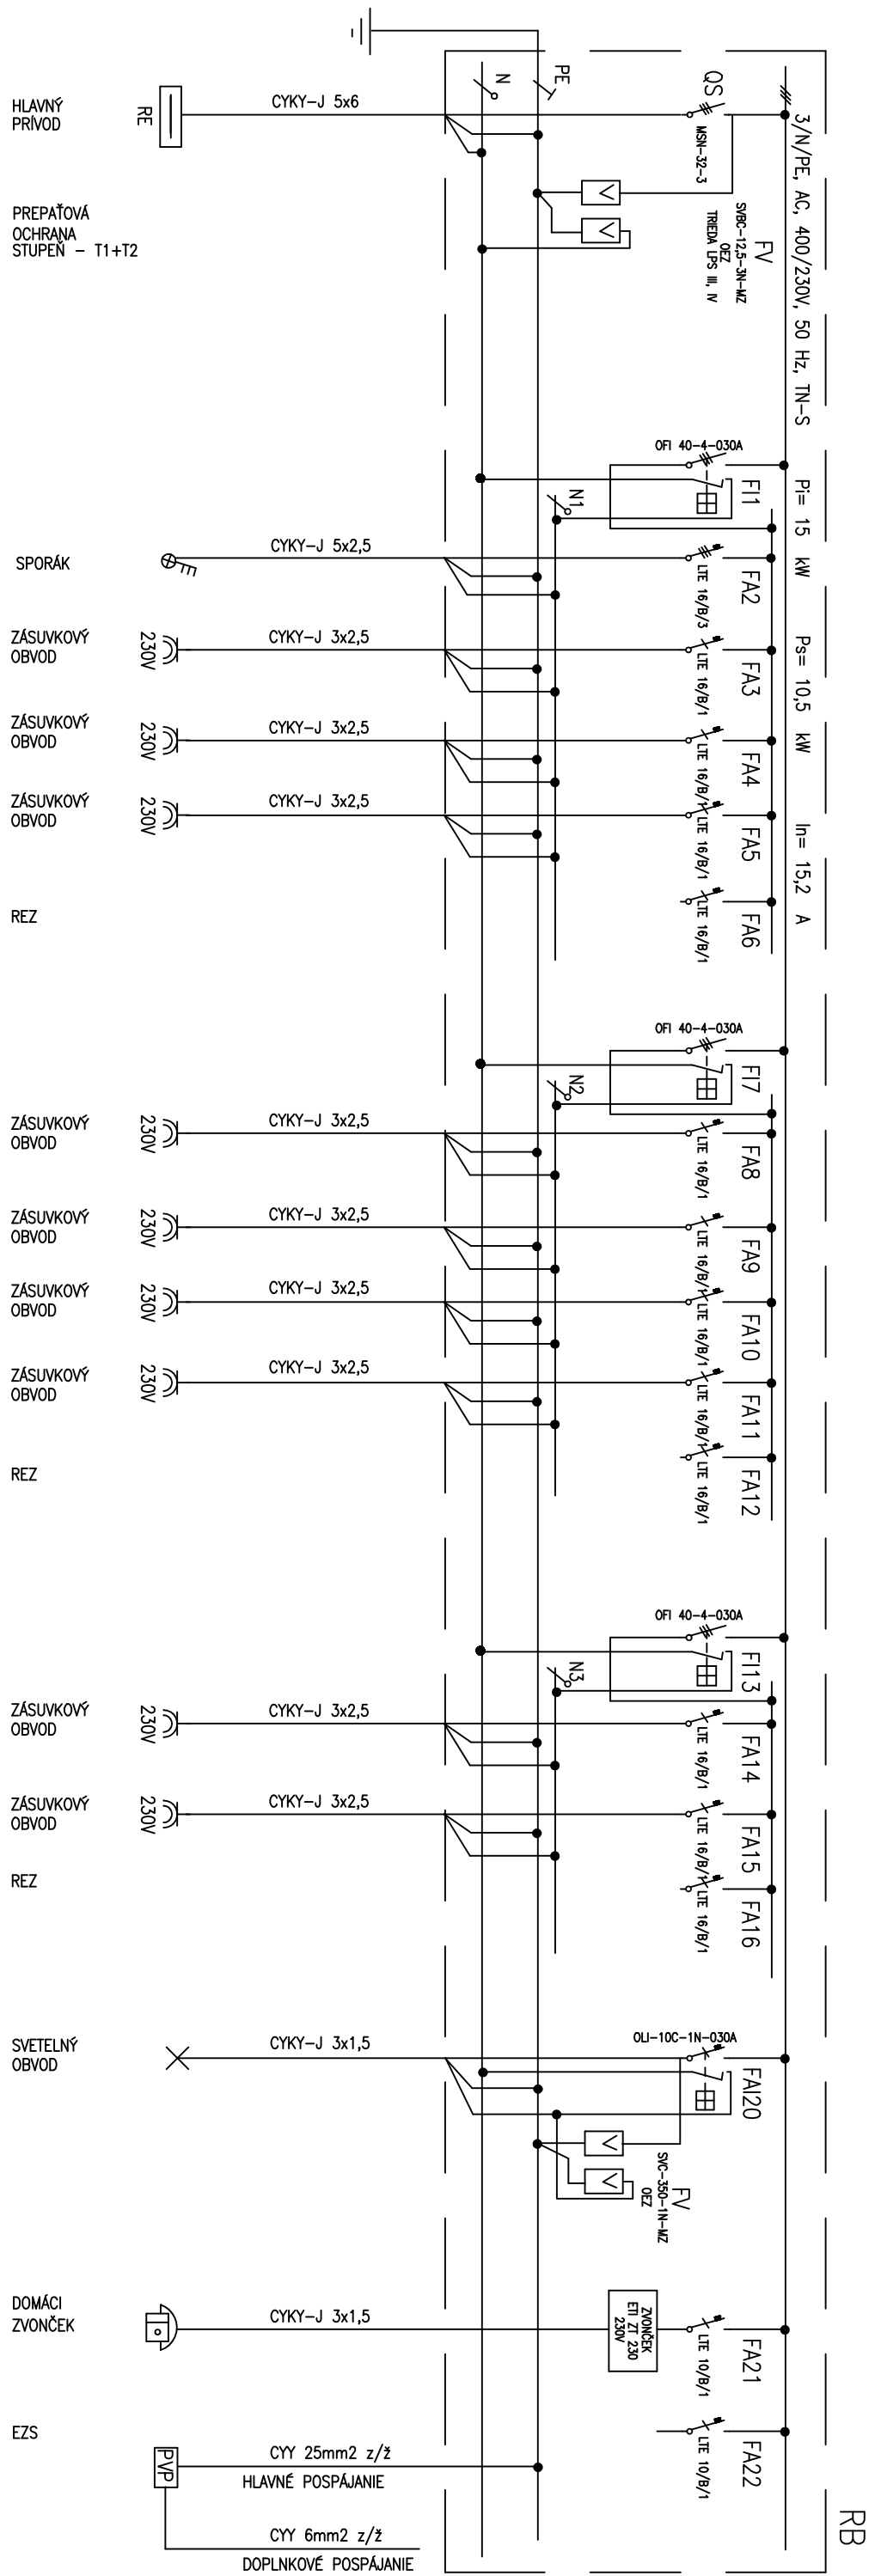 RB
3/N/PE, AC, 400/230V, 50 Hz, TN-S Pi= 15 kW Ps= 10,5 kW In= 15,2 A
N
PE
QS
MSN-32-3
CYKY-J 5x6
RE
HLAVNÝ
PRÍVOD
FV
SVBC-12,5-3N-MZ
OEZ
TRIEDA LPS III, IV
PREPAŤOVÁ
OCHRANA
STUPEŇ - T1+T2
OFI 40-4-030A
FI1
N1
FA2
LTE 16/B/3
CYKY-J 5x2,5
SPORÁK
FA3
LTE 16/B/1
CYKY-J 3x2,5
230V
ZÁSUVKOVÝ
OBVOD
FA4
LTE 16/B/1
CYKY-J 3x2,5
230V
ZÁSUVKOVÝ
OBVOD
FA5
LTE 16/B/1
CYKY-J 3x2,5
230V
ZÁSUVKOVÝ
OBVOD
FA6
LTE 16/B/1
REZ
OFI 40-4-030A
FI7
N2
FA8
LTE 16/B/1
CYKY-J 3x2,5
230V
ZÁSUVKOVÝ
OBVOD
FA9
LTE 16/B/1
CYKY-J 3x2,5
230V
ZÁSUVKOVÝ
OBVOD
FA10
LTE 16/B/1
CYKY-J 3x2,5
230V
ZÁSUVKOVÝ
OBVOD
FA11
LTE 16/B/1
CYKY-J 3x2,5
230V
ZÁSUVKOVÝ
OBVOD
FA12
LTE 16/B/1
REZ
OFI 40-4-030A
FI13
N3
FA14
LTE 16/B/1
CYKY-J 3x2,5
230V
ZÁSUVKOVÝ
OBVOD
FA15
LTE 16/B/1
CYKY-J 3x2,5
230V
ZÁSUVKOVÝ
OBVOD
FA16
LTE 16/B/1
REZ
OLI-10C-1N-030A
FAI20
CYKY-J 3x1,5
SVETELNÝ
OBVOD
FV
SVC-350-1N-MZ
OEZ
FA21
LTE 10/B/1
ZVONČEK
ETI ZT 230
230V
CYKY-J 3x1,5
DOMÁCI
ZVONČEK
FA22
LTE 10/B/1
EZS
PVP
CYY 25mm2 z/ž
HLAVNÉ POSPÁJANIE
CYY 6mm2 z/ž
DOPLNKOVÉ POSPÁJANIE